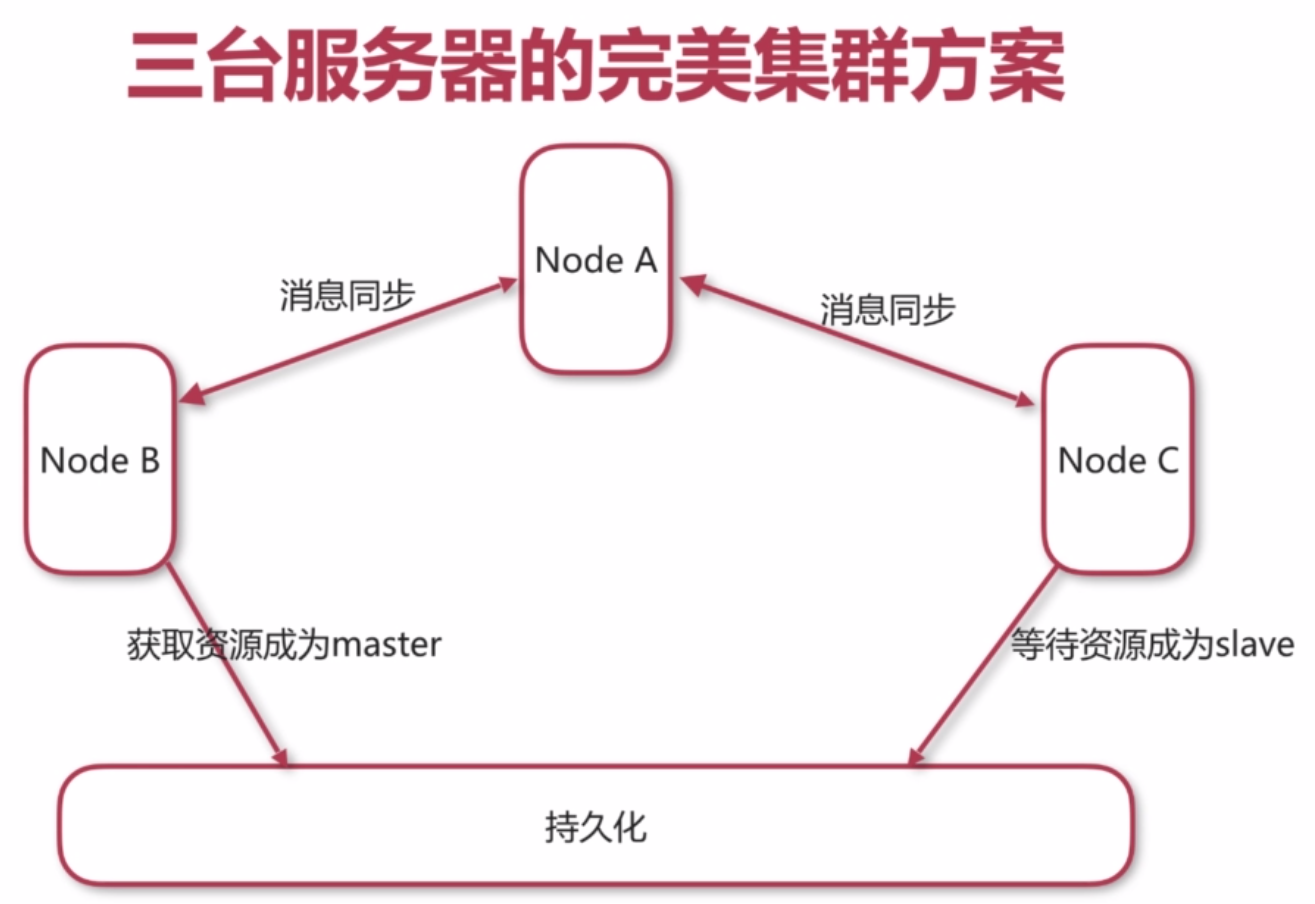 三台服务器的完美集群方案
Node A
消息同步
消息同步
Node B
Node C
获取资源成为master
等待资源成为slave
持久化